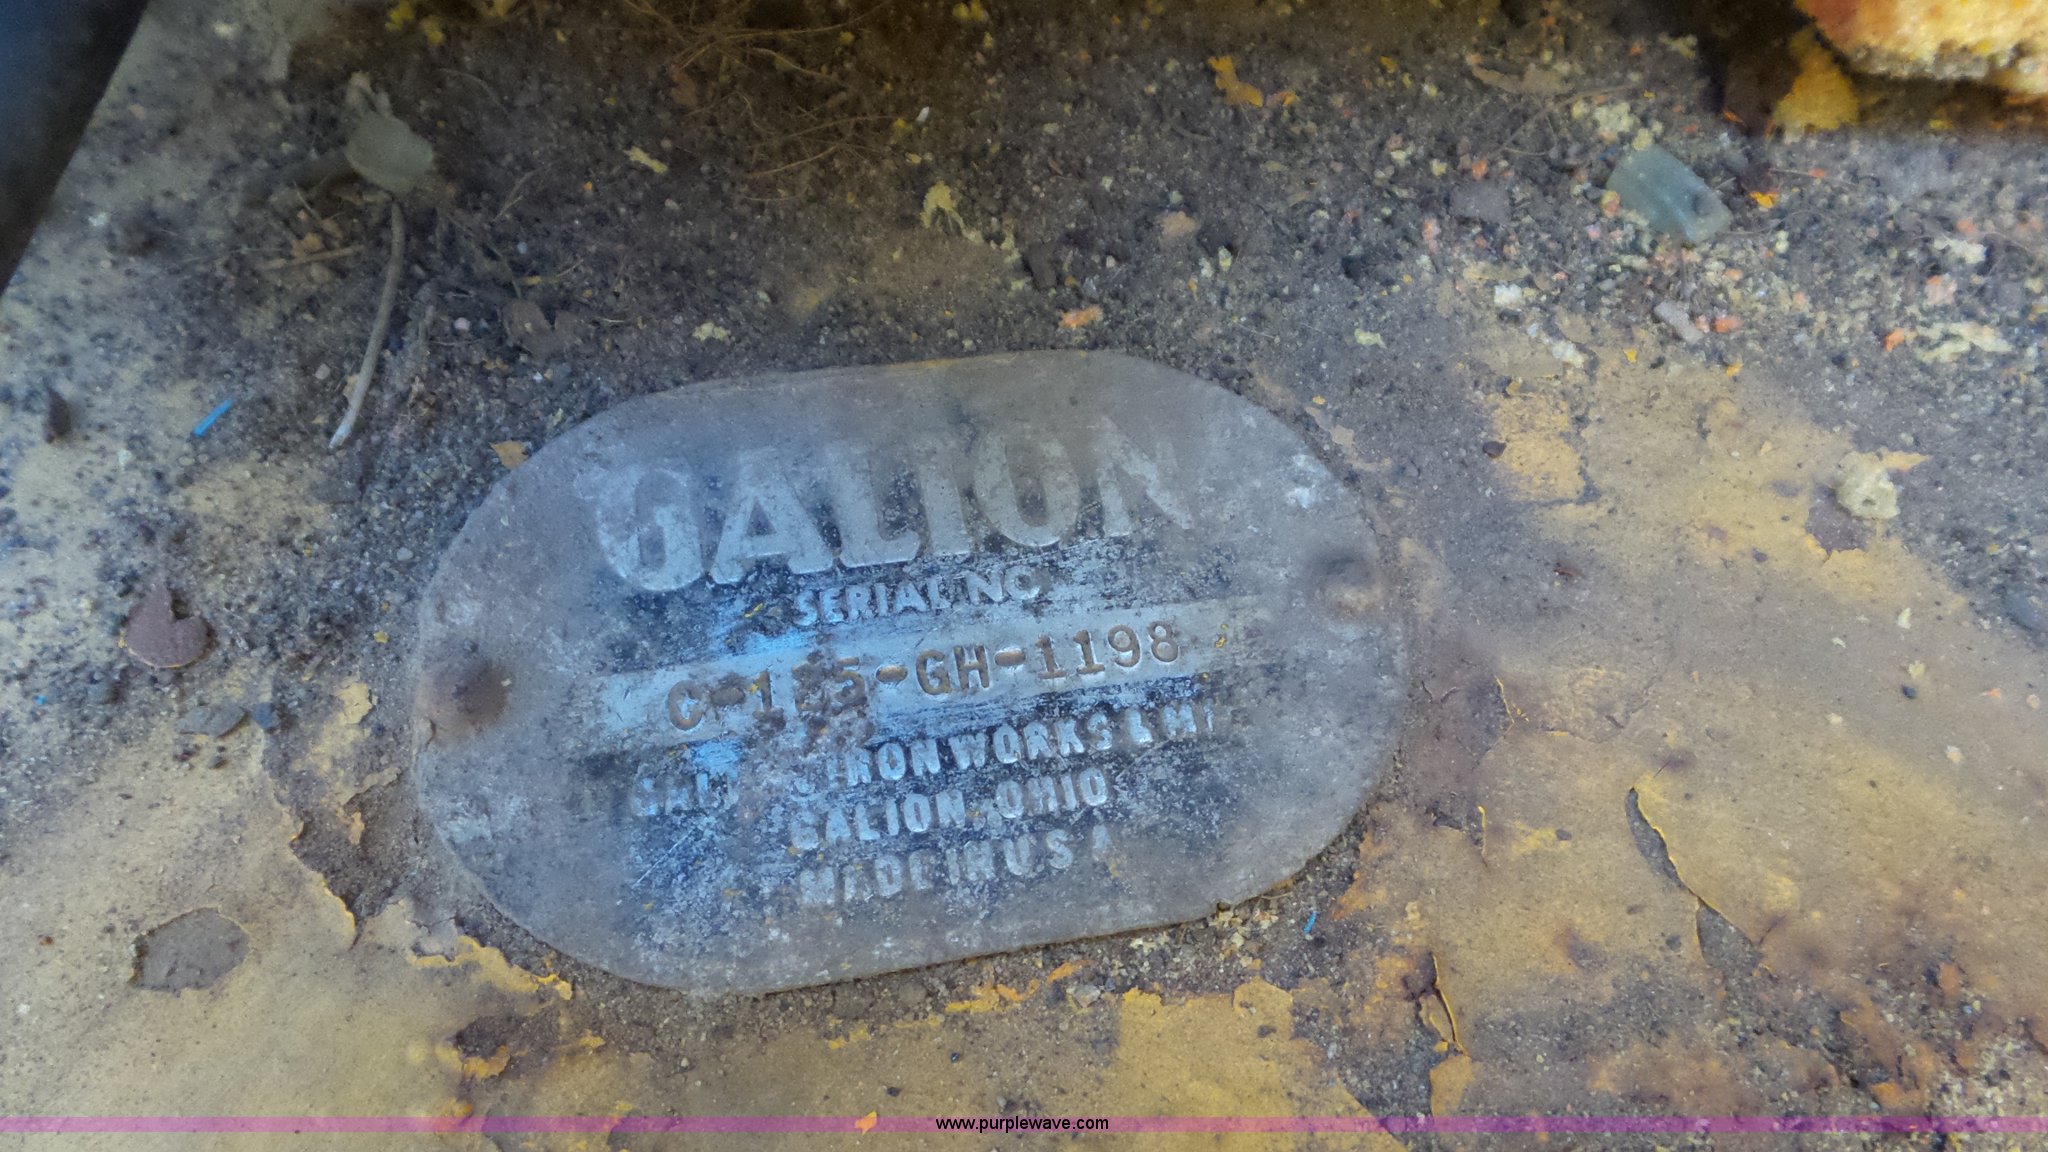 GALION
SERIAL NO
GH-1198
IRON WORKS &
GALION, OHIO
MADE IN U S A
www.purplewave.com